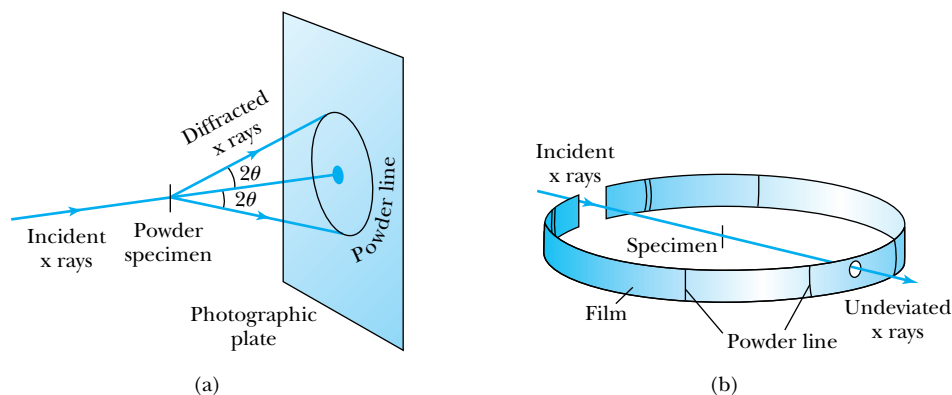 Diffracted
x rays
2θ
2θ
Powder line
Incident
x rays
Powder
specimen
Photographic
plate
(a)
Incident
x rays
Specimen
Film
Powder line
Undeviated
x rays
(b)